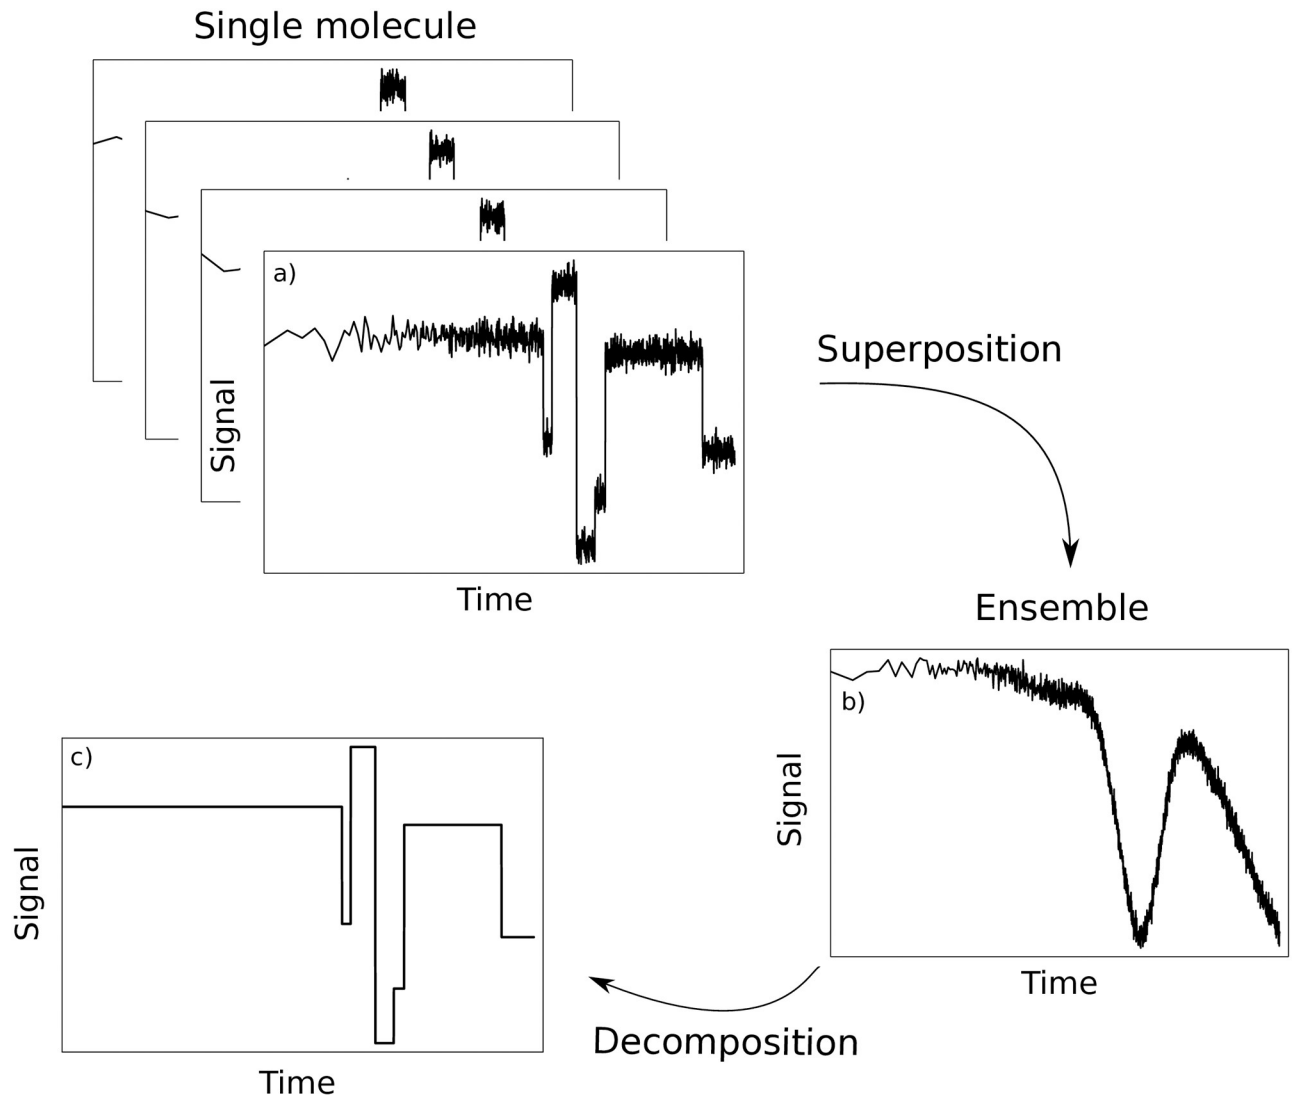 Single molecule
a)
Signal
Time
Superposition
Ensemble
b)
Signal
Time
Decomposition
c)
Signal
Time